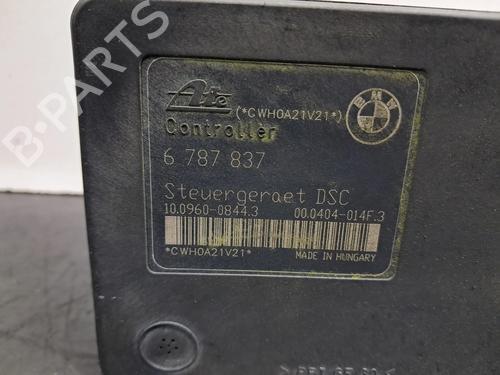 B-PARTS
Ate (*CWH0A21V21*) BMW
Controller
6 787 837
Steuergeraet DSC
10.0960-0844.3 00.0404-014F.3
*CWH0A21V21* MADE IN HUNGARY